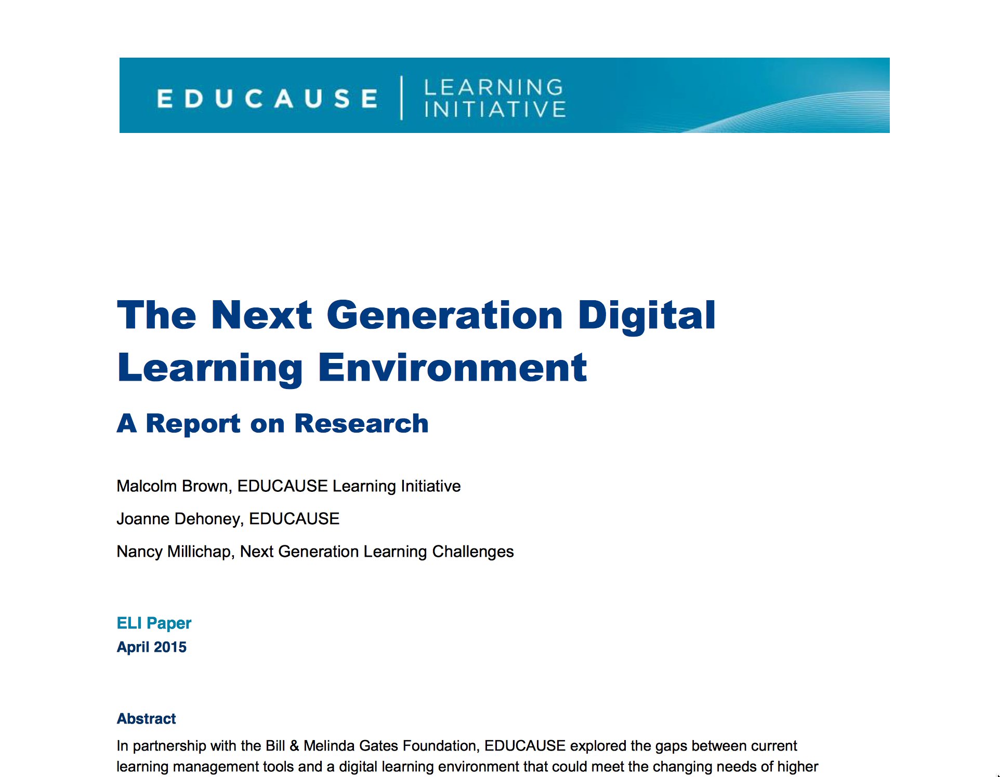 EDUCAUSE
LEARNING
INITIATIVE
The Next Generation Digital
Learning Environment
A Report on Research
Malcolm Brown, EDUCAUSE Learning Initiative
Joanne Dehoney, EDUCAUSE
Nancy Millichap, Next Generation Learning Challenges
ELI Paper
April 2015
Abstract
In partnership with the Bill & Melinda Gates Foundation, EDUCAUSE explored the gaps between current
learning management tools and a digital learning environment that could meet the changing needs of higher